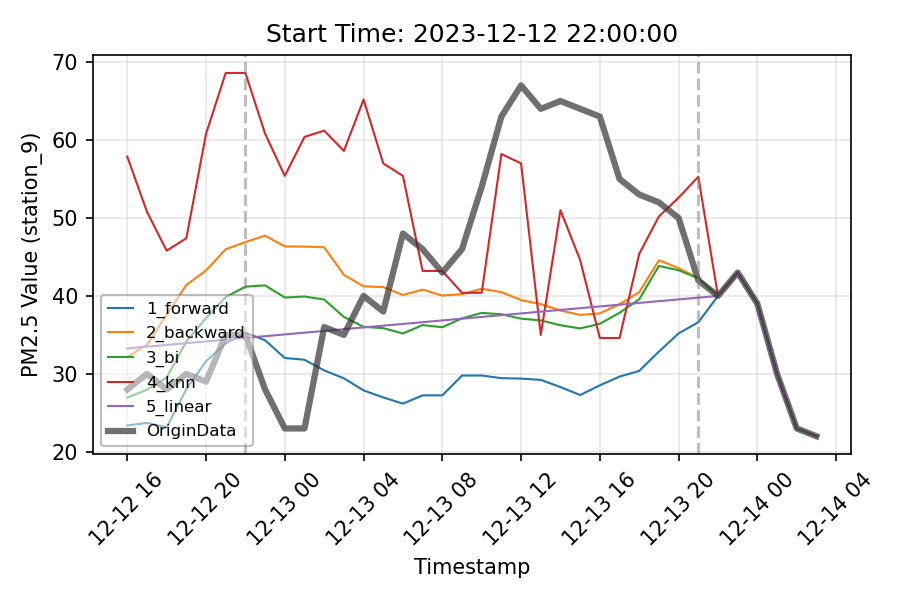 Start Time: 2023-12-12 22:00:00
PM2.5 Value (station_9)
70
60
50
40
30
20
1_forward
2_backward
3_bi
4_knn
5_linear
OriginData
12-12 16
12-12 20
12-13 00
12-13 04
12-13 08
12-13 12
12-13 16
12-13 20
12-14 00
12-14 04
Timestamp